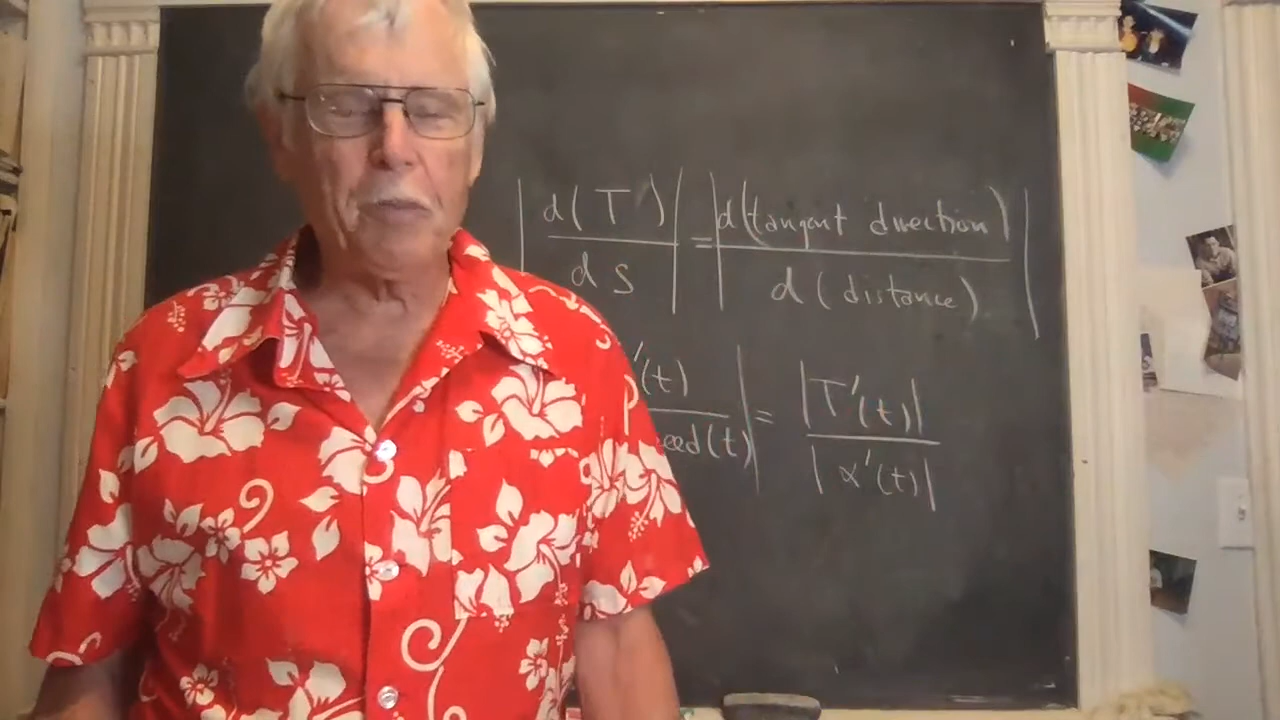 | d(T) / ds | = | d(tangent direction) / d(distance) |
'(t) / eed(t) | = |T'(t)| / |α'(t)|